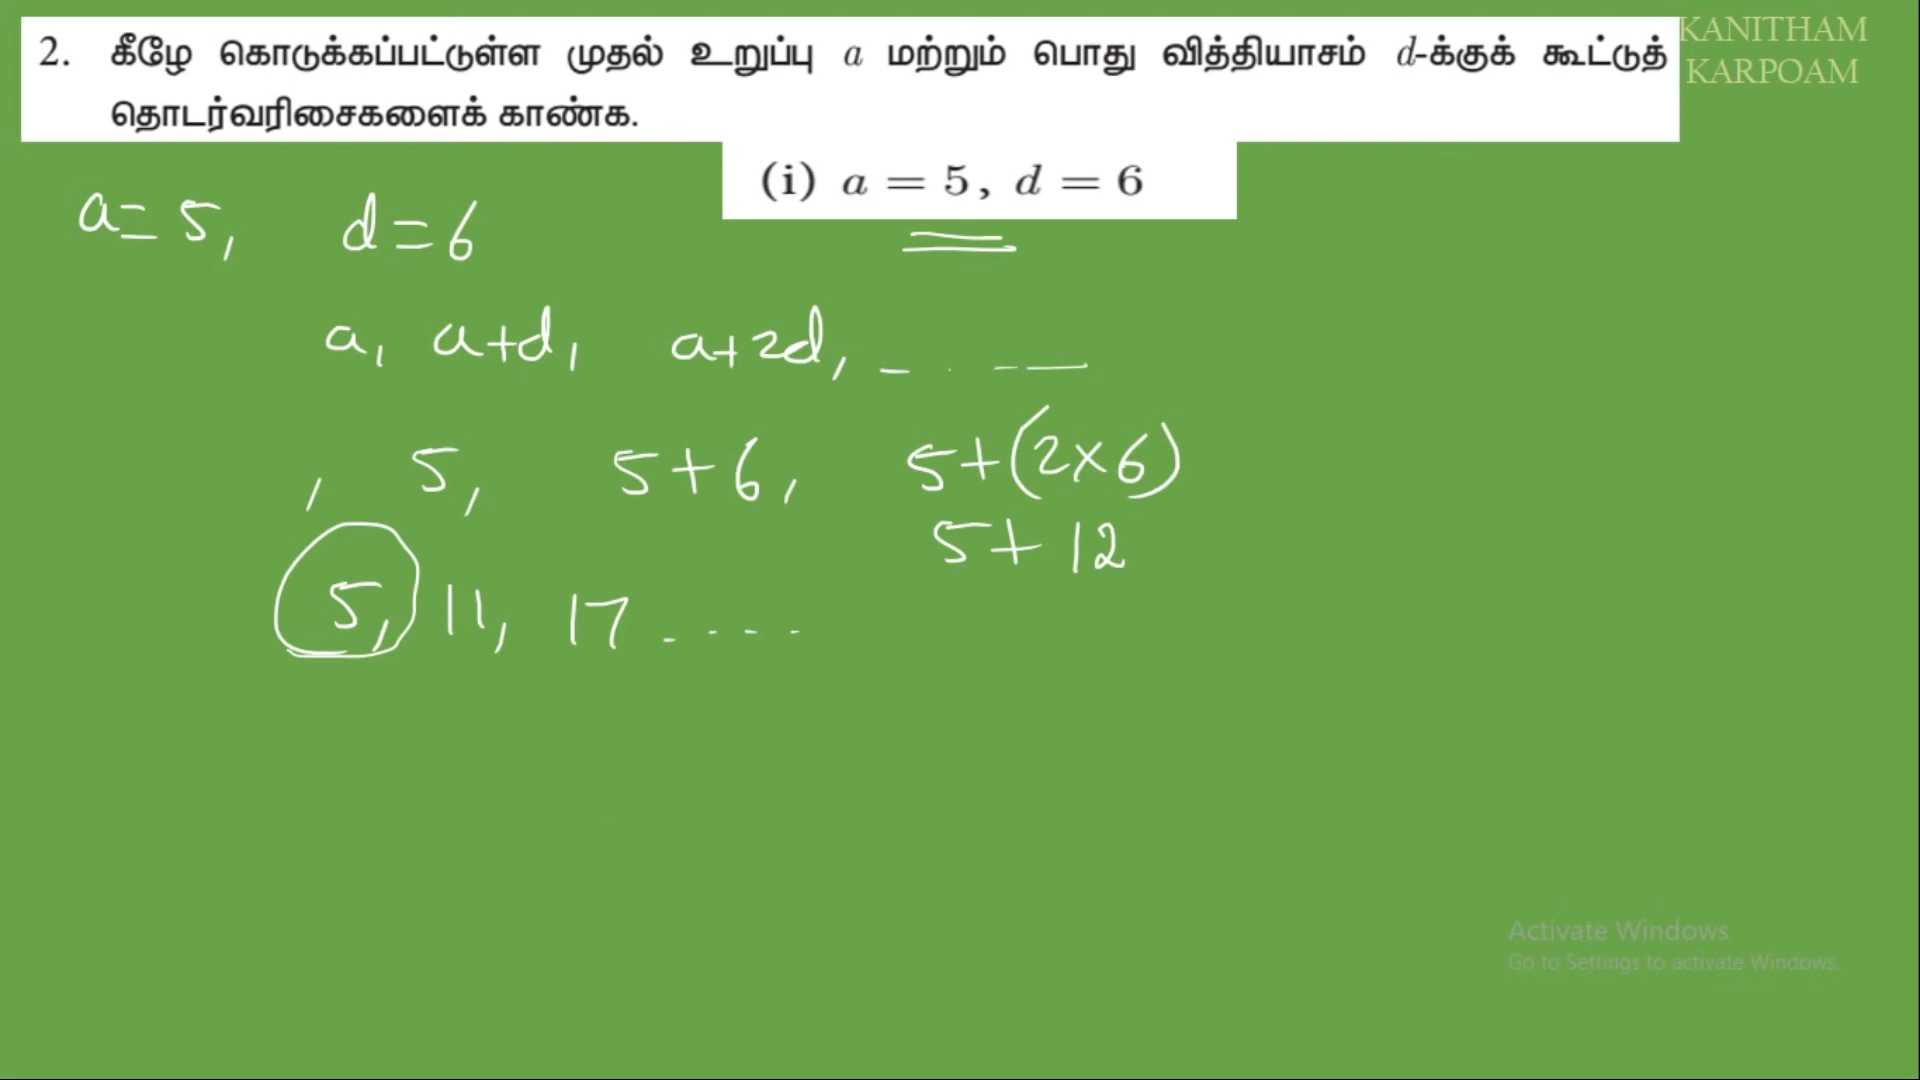 2. கீழே கொடுக்கப்பட்டுள்ள முதல் உறுப்பு a மற்றும் பொது வித்தியாசம் d-க்குக் கூட்டுத்
தொடர்வரிசைகளைக் காண்க.
KANITHAM
KARPOAM
(i) a = 5, d = 6
a = 5, d = 6
a, a+d, a+2d, - . —
, 5, 5+6, 5+(2×6)
5+12
5, 11, 17 ....
Activate Windows
Go to Settings to activate Windows.